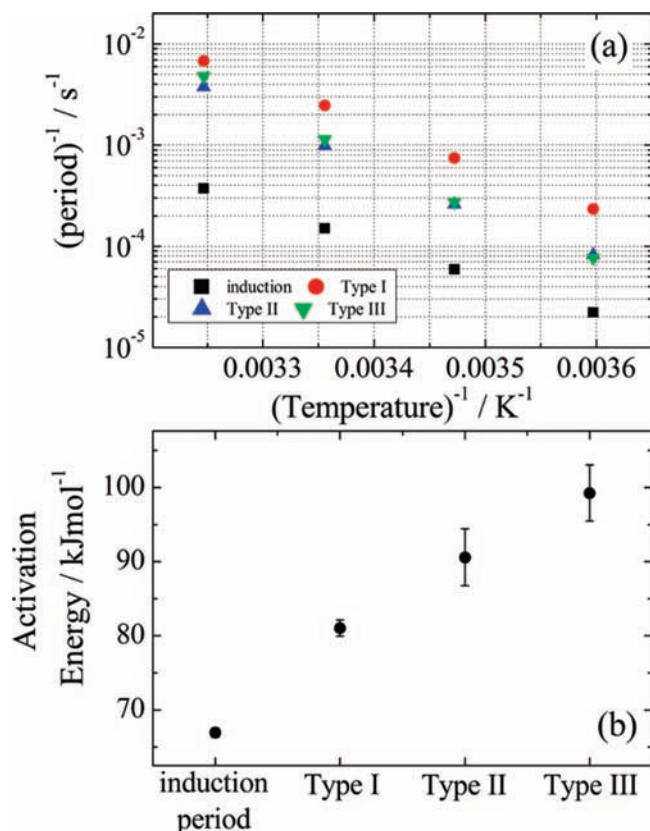 10⁻²
(a)
10⁻³
10⁻⁴
10⁻⁵
(period)⁻¹ / s⁻¹
induction
Type I
Type II
Type III
0.0033 0.0034 0.0035 0.0036
(Temperature)⁻¹ / K⁻¹
100
90
80
70
Activation
Energy / kJmol⁻¹
(b)
induction
period
Type I
Type II
Type III